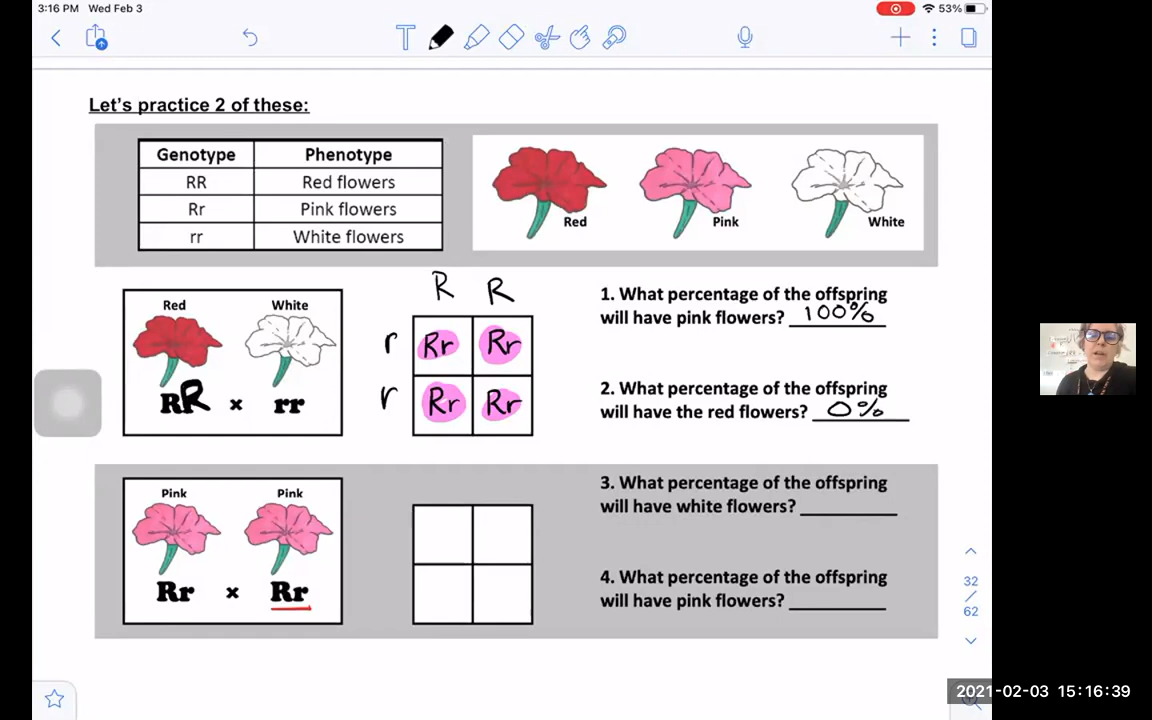 3:16 PM Wed Feb 3
53%
T
Let's practice 2 of these:
Genotype Phenotype
RR Red flowers
Rr Pink flowers
rr White flowers
Red
Pink
White
Red White
RR × rr
R R
r Rr Rr
r Rr Rr
1. What percentage of the offspring
will have pink flowers? 100%
2. What percentage of the offspring
will have the red flowers? 0%
Pink Pink
Rr × Rr
3. What percentage of the offspring
will have white flowers? __________
4. What percentage of the offspring
will have pink flowers? __________
32
/
62
2021-02-03 15:16:39